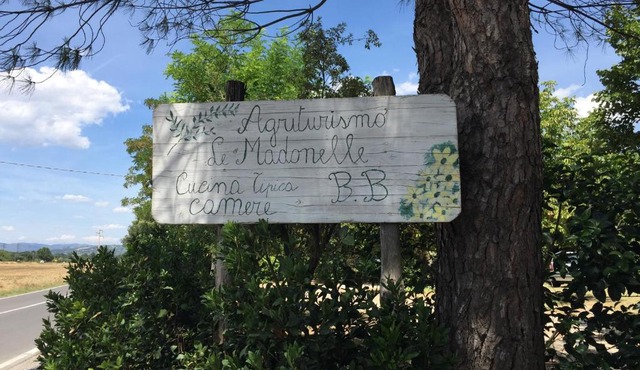 Agriturismo
Le Madonelle
Cucina Tipica
camere
B.B